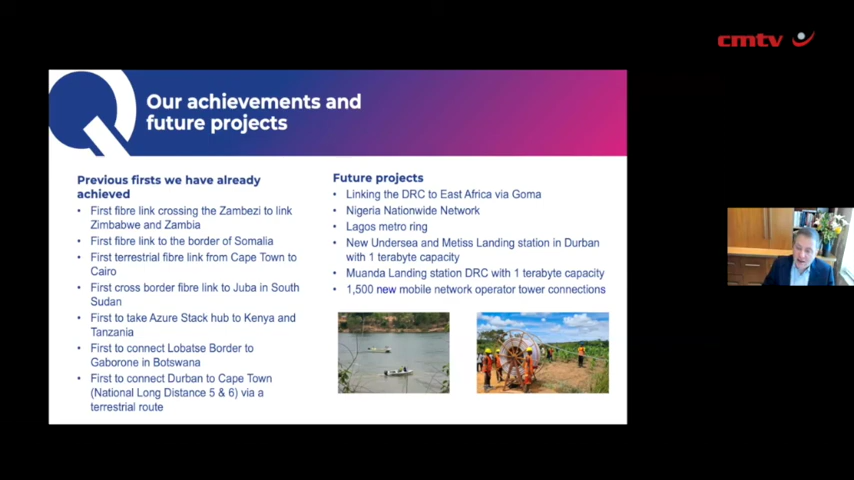 cmtv
Our achievements and
future projects
Previous firsts we have already
achieved
• First fibre link crossing the Zambezi to link
Zimbabwe and Zambia
• First fibre link to the border of Somalia
• First terrestrial fibre link from Cape Town to
Cairo
• First cross border fibre link to Juba in South
Sudan
• First to take Azure Stack hub to Kenya and
Tanzania
• First to connect Lobatse Border to
Gaborone in Botswana
• First to connect Durban to Cape Town
(National Long Distance 5 & 6) via a
terrestrial route
Future projects
• Linking the DRC to East Africa via Goma
• Nigeria Nationwide Network
• Lagos metro ring
• New Undersea and Metiss Landing station in Durban
with 1 terabyte capacity
• Muanda Landing station DRC with 1 terabyte capacity
• 1,500 new mobile network operator tower connections